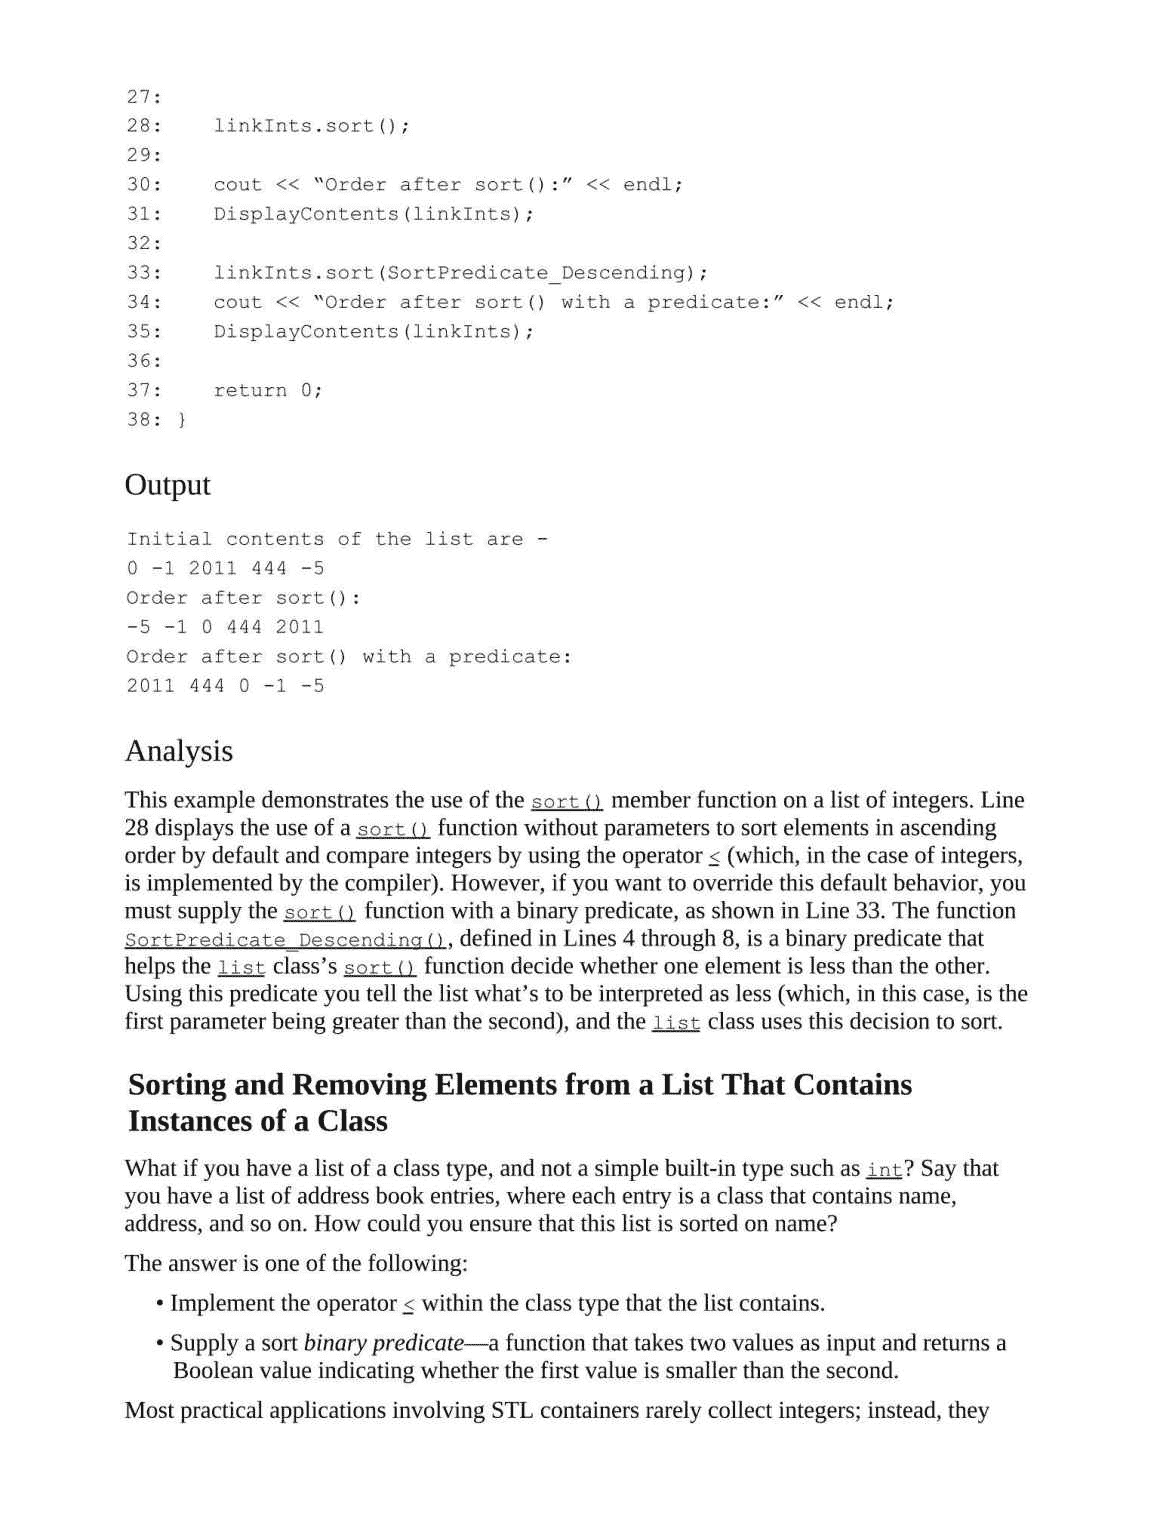 27:
28:    linkInts.sort();
29:
30:    cout << “Order after sort():” << endl;
31:    DisplayContents(linkInts);
32:
33:    linkInts.sort(SortPredicate_Descending);
34:    cout << “Order after sort() with a predicate:” << endl;
35:    DisplayContents(linkInts);
36:
37:    return 0;
38: }
Output
Initial contents of the list are -
0 -1 2011 444 -5
Order after sort():
-5 -1 0 444 2011
Order after sort() with a predicate:
2011 444 0 -1 -5
Analysis
This example demonstrates the use of the sort() member function on a list of integers. Line
28 displays the use of a sort() function without parameters to sort elements in ascending
order by default and compare integers by using the operator < (which, in the case of integers,
is implemented by the compiler). However, if you want to override this default behavior, you
must supply the sort() function with a binary predicate, as shown in Line 33. The function
SortPredicate_Descending(), defined in Lines 4 through 8, is a binary predicate that
helps the list class’s sort() function decide whether one element is less than the other.
Using this predicate you tell the list what’s to be interpreted as less (which, in this case, is the
first parameter being greater than the second), and the list class uses this decision to sort.
Sorting and Removing Elements from a List That Contains
Instances of a Class
What if you have a list of a class type, and not a simple built-in type such as int? Say that
you have a list of address book entries, where each entry is a class that contains name,
address, and so on. How could you ensure that this list is sorted on name?
The answer is one of the following:
• Implement the operator < within the class type that the list contains.
• Supply a sort binary predicate—a function that takes two values as input and returns a
Boolean value indicating whether the first value is smaller than the second.
Most practical applications involving STL containers rarely collect integers; instead, they